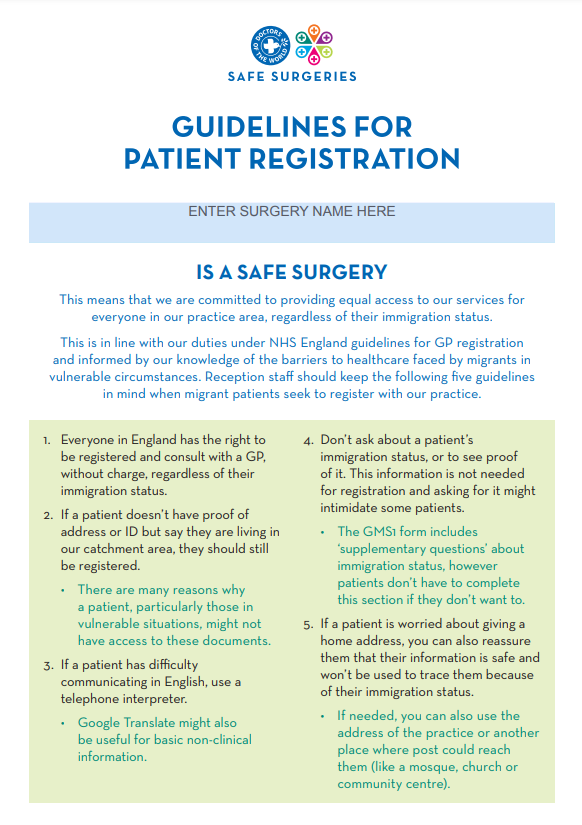 DOCTORS
OF THE WORLD
SAFE SURGERIES
GUIDELINES FOR
PATIENT REGISTRATION
ENTER SURGERY NAME HERE
IS A SAFE SURGERY
This means that we are committed to providing equal access to our services for
everyone in our practice area, regardless of their immigration status.
This is in line with our duties under NHS England guidelines for GP registration
and informed by our knowledge of the barriers to healthcare faced by migrants in
vulnerable circumstances. Reception staff should keep the following five guidelines
in mind when migrant patients seek to register with our practice.
1. Everyone in England has the right to
be registered and consult with a GP,
without charge, regardless of their
immigration status.
2. If a patient doesn't have proof of
address or ID but say they are living in
our catchment area, they should still
be registered.
• There are many reasons why
a patient, particularly those in
vulnerable situations, might not
have access to these documents.
3. If a patient has difficulty
communicating in English, use a
telephone interpreter.
• Google Translate might also
be useful for basic non-clinical
information.
4. Don't ask about a patient's
immigration status, or to see proof
of it. This information is not needed
for registration and asking for it might
intimidate some patients.
• The GMS1 form includes
'supplementary questions' about
immigration status, however
patients don't have to complete
this section if they don't want to.
5. If a patient is worried about giving a
home address, you can also reassure
them that their information is safe and
won't be used to trace them because
of their immigration status.
• If needed, you can also use the
address of the practice or another
place where post could reach
them (like a mosque, church or
community centre).